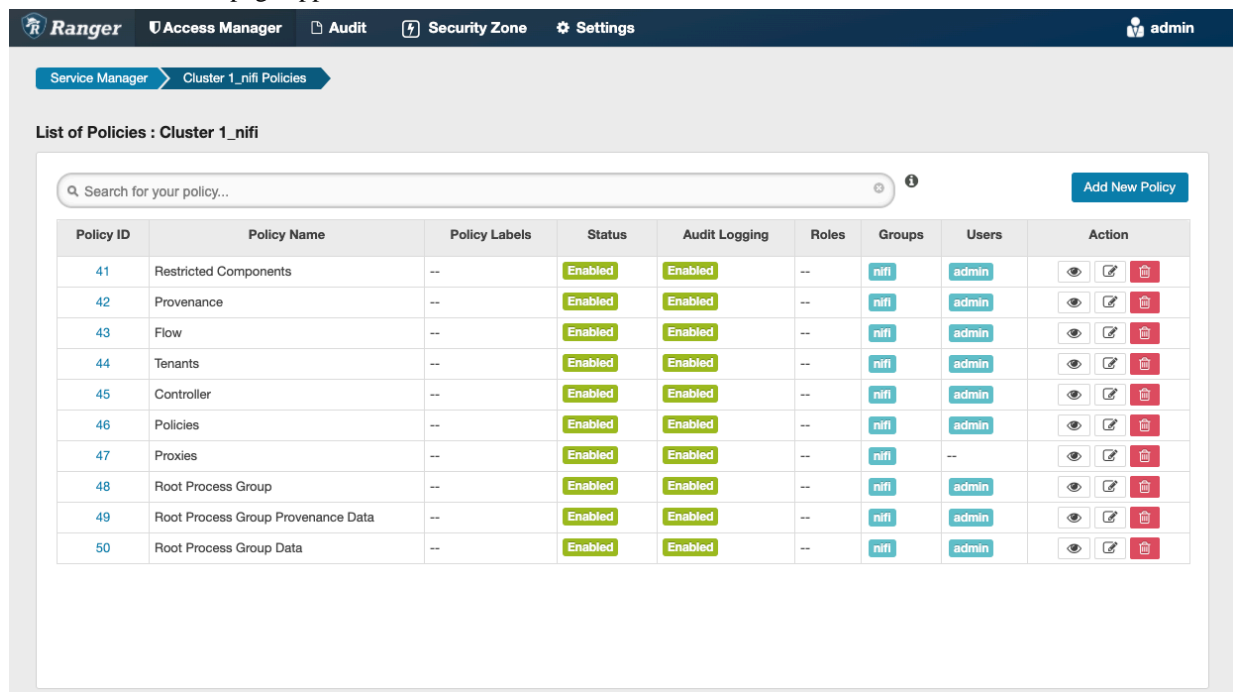 Ranger Access Manager Audit Security Zone Settings admin
Service Manager Cluster 1_nifi Policies
List of Policies : Cluster 1_nifi
Search for your policy... Add New Policy
Policy ID Policy Name Policy Labels Status Audit Logging Roles Groups Users Action
41 Restricted Components -- Enabled Enabled -- nifi admin
42 Provenance -- Enabled Enabled -- nifi admin
43 Flow -- Enabled Enabled -- nifi admin
44 Tenants -- Enabled Enabled -- nifi admin
45 Controller -- Enabled Enabled -- nifi admin
46 Policies -- Enabled Enabled -- nifi admin
47 Proxies -- Enabled Enabled -- nifi --
48 Root Process Group -- Enabled Enabled -- nifi admin
49 Root Process Group Provenance Data -- Enabled Enabled -- nifi admin
50 Root Process Group Data -- Enabled Enabled -- nifi admin